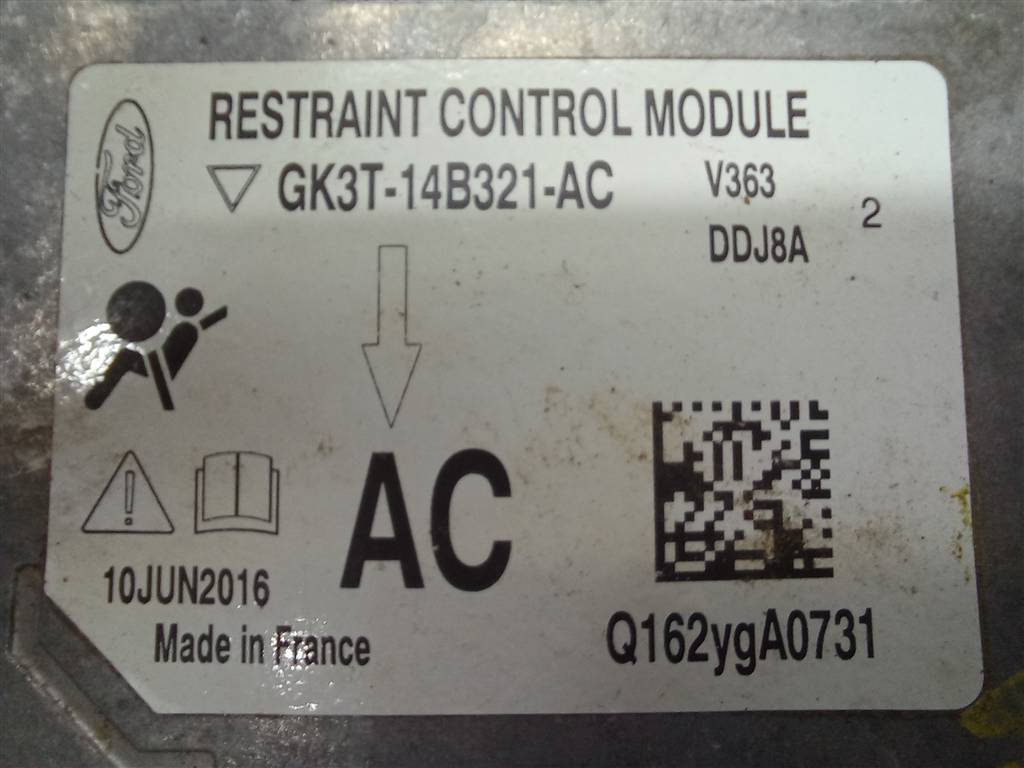 Ford
RESTRAINT CONTROL MODULE
GK3T-14B321-AC
V363
2
DDJ8A
AC
10JUN2016
Made in France
Q162ygA0731